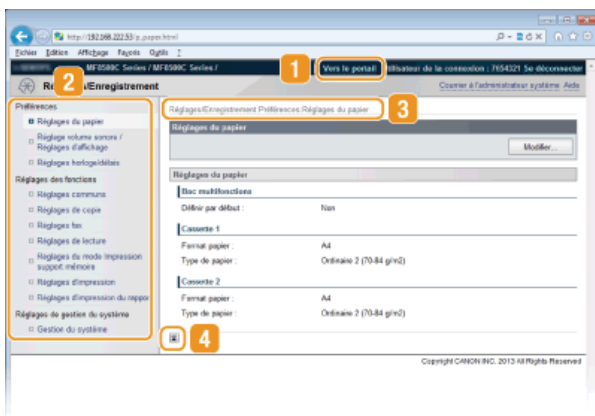 http://192.168.222.53/p_paper.html
Fichier Edition Affichage Favoris Outils ?
MF8500C Series / MF8500C Series /
1
Vers le portail
Utilisateur de la connexion : 7654321 Se déconnecter
2
Enregistrement
Courrier à l'administrateur système Aide
Préférences
Réglages du papier
Réglage volume sonore /
Réglages d'affichage
Réglages horloge/délais
Réglages des fonctions
Réglages communs
Réglages de copie
Réglages fax
Réglages de lecture
Réglages du mode Impression
support mémoire
Réglages d'impression
Réglages d'impression du rappor
Réglages de gestion du système
Gestion du système
Réglages/Enregistrement:Préférences:Réglages du papier
3
Réglages du papier
Modifier...
Réglages du papier
Bac multifonctions
Définir par défaut : Non
Cassette 1
Format papier : A4
Type de papier : Ordinaire 2 (70-84 g/m2)
Cassette 2
Format papier : A4
Type de papier : Ordinaire 2 (70-84 g/m2)
4
Copyright CANON INC. 2013 All Rights Reserved